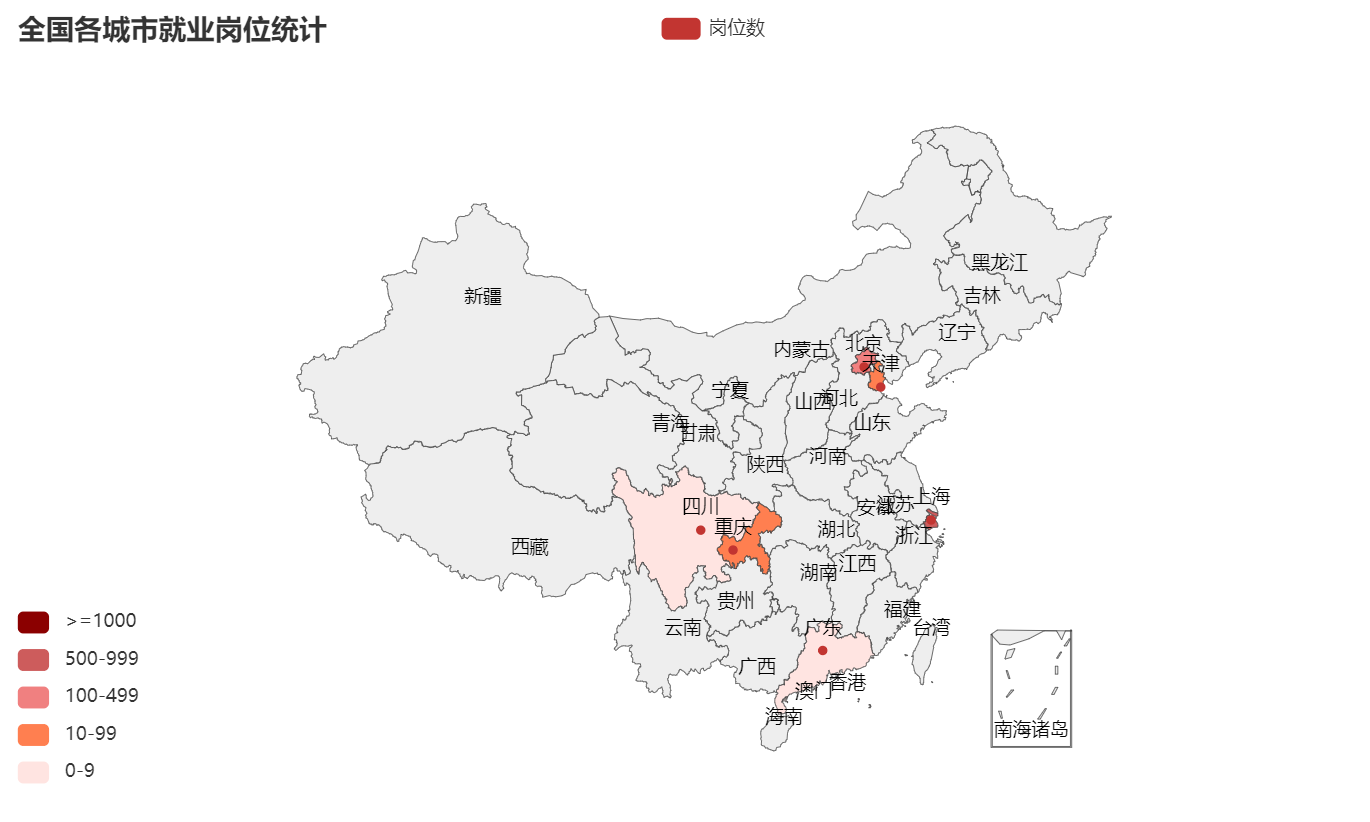 全国各城市就业岗位统计
岗位数
黑龙江
新疆
吉林
辽宁
北京
内蒙古
天津
宁夏
河北
山西
青海
山东
甘肃
河南
陕西
上海
江苏
四川
安徽
重庆
湖北
浙江
西藏
江西
湖南
贵州
福建
云南
广东
台湾
广西
香港
澳门
海南
南海诸岛
>=1000
500-999
100-499
10-99
0-9